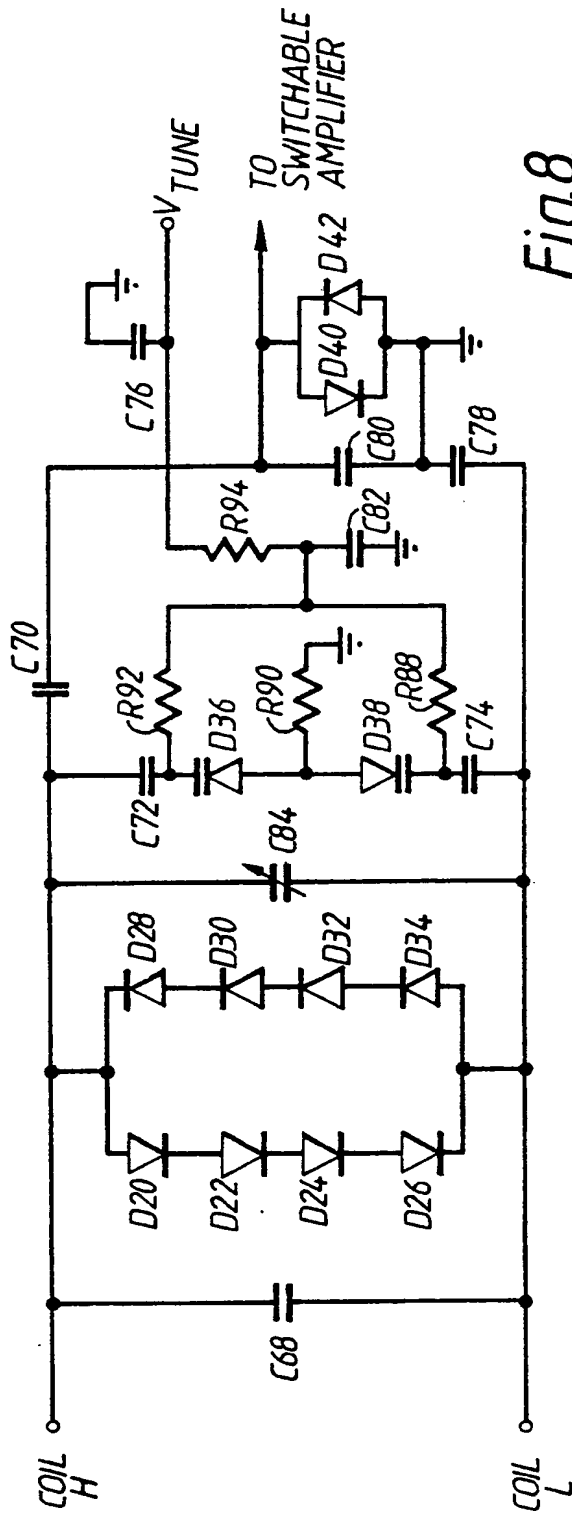 COIL
H
COIL
L
C68
D20
D22
D24
D26
D28
D30
D32
D34
C84
C72
R92
D36
R90
D38
R88
C74
C70
R94
C82
C76
V TUNE
TO
SWITCHABLE
AMPLIFIER
D40
D42
C80
C78
Fig.8